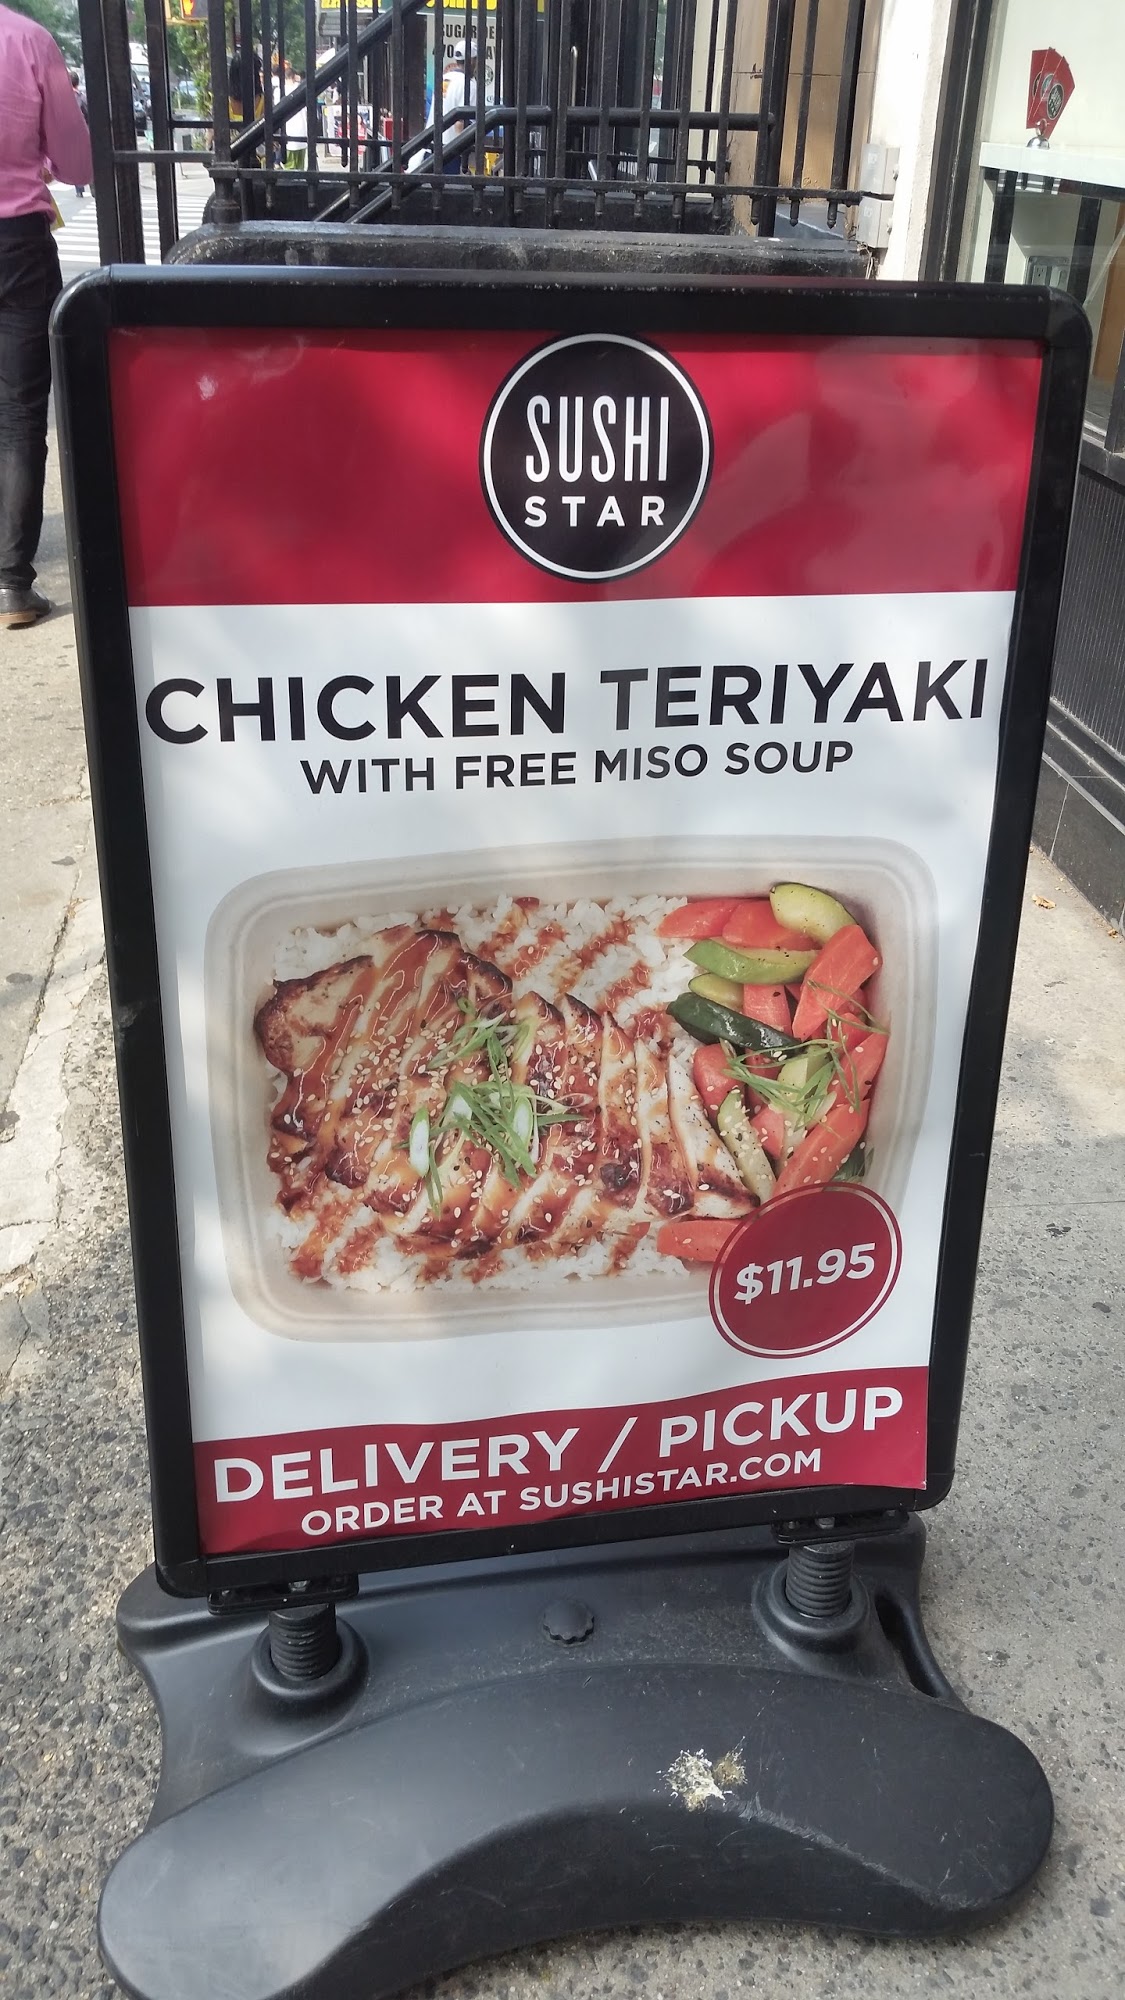 SUSHI
STAR
CHICKEN TERIYAKI
WITH FREE MISO SOUP
$11.95
DELIVERY / PICKUP
ORDER AT SUSHISTAR.COM